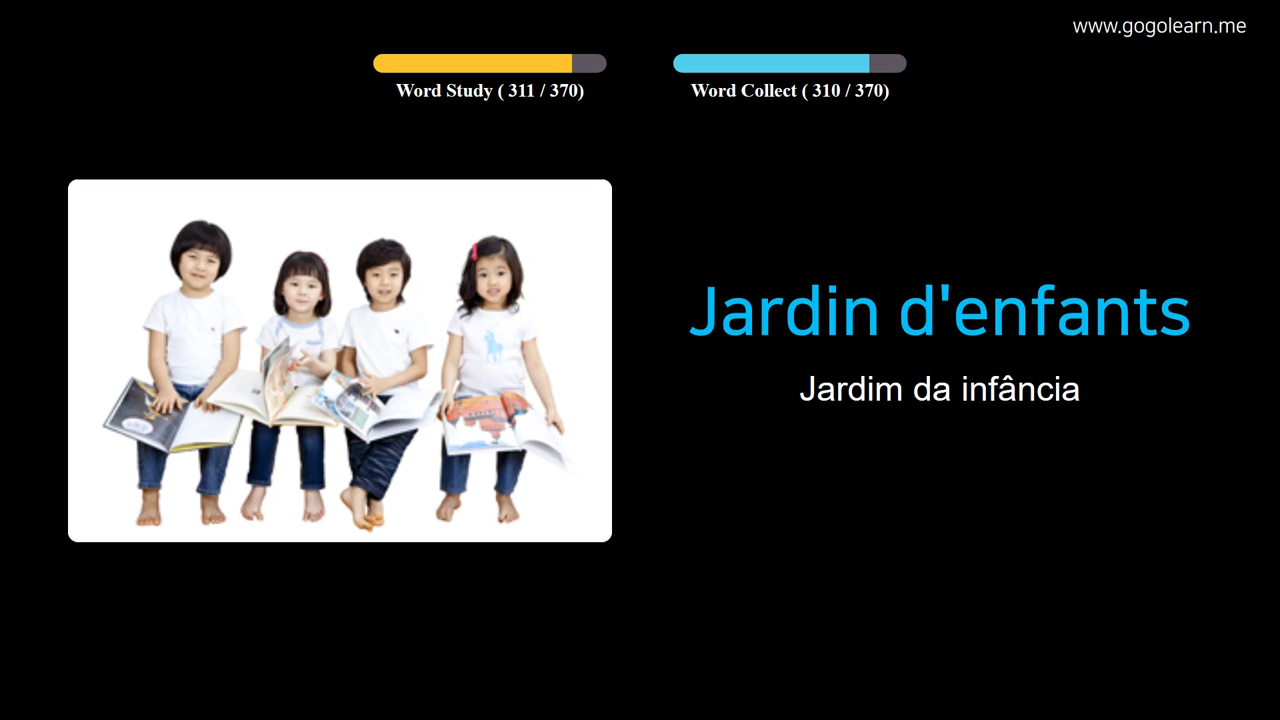 www.gogolearn.me
Word Study ( 311 / 370)
Word Collect ( 310 / 370)
Jardin d'enfants
Jardim da infância